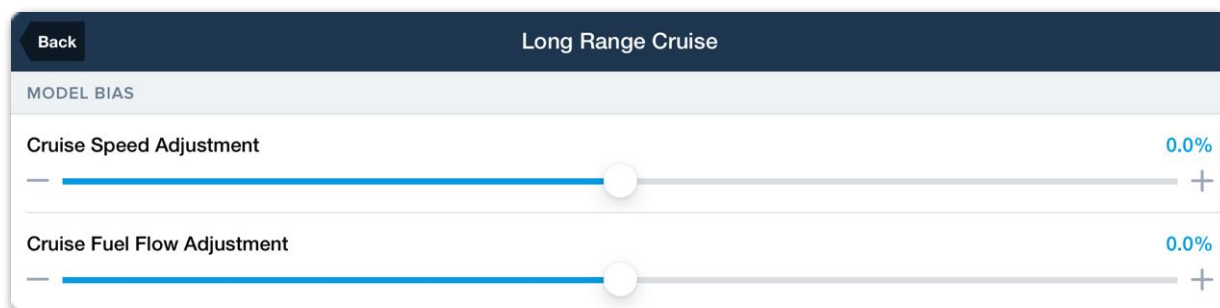 Back
Long Range Cruise
MODEL BIAS
Cruise Speed Adjustment 0.0%
− +
Cruise Fuel Flow Adjustment 0.0%
− +